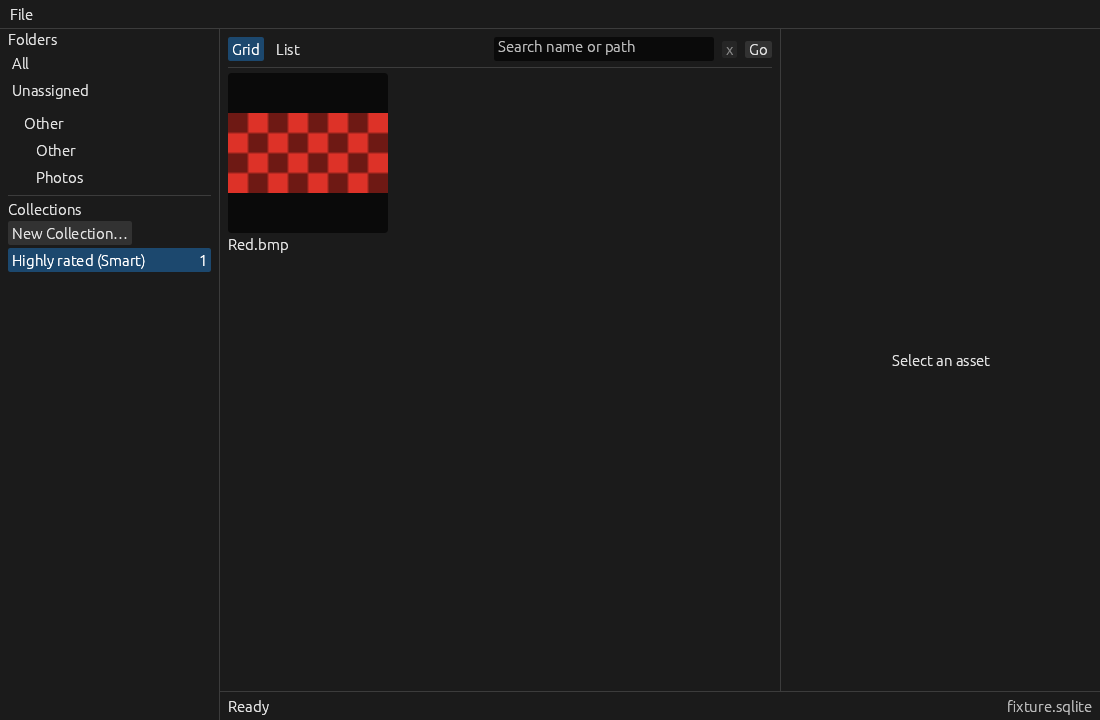 File
Folders
All
Unassigned
Other
Other
Photos
Collections
New Collection...
Highly rated (Smart) 1
Grid List Search name or path x Go
Red.bmp
Select an asset
Ready fixture.sqlite